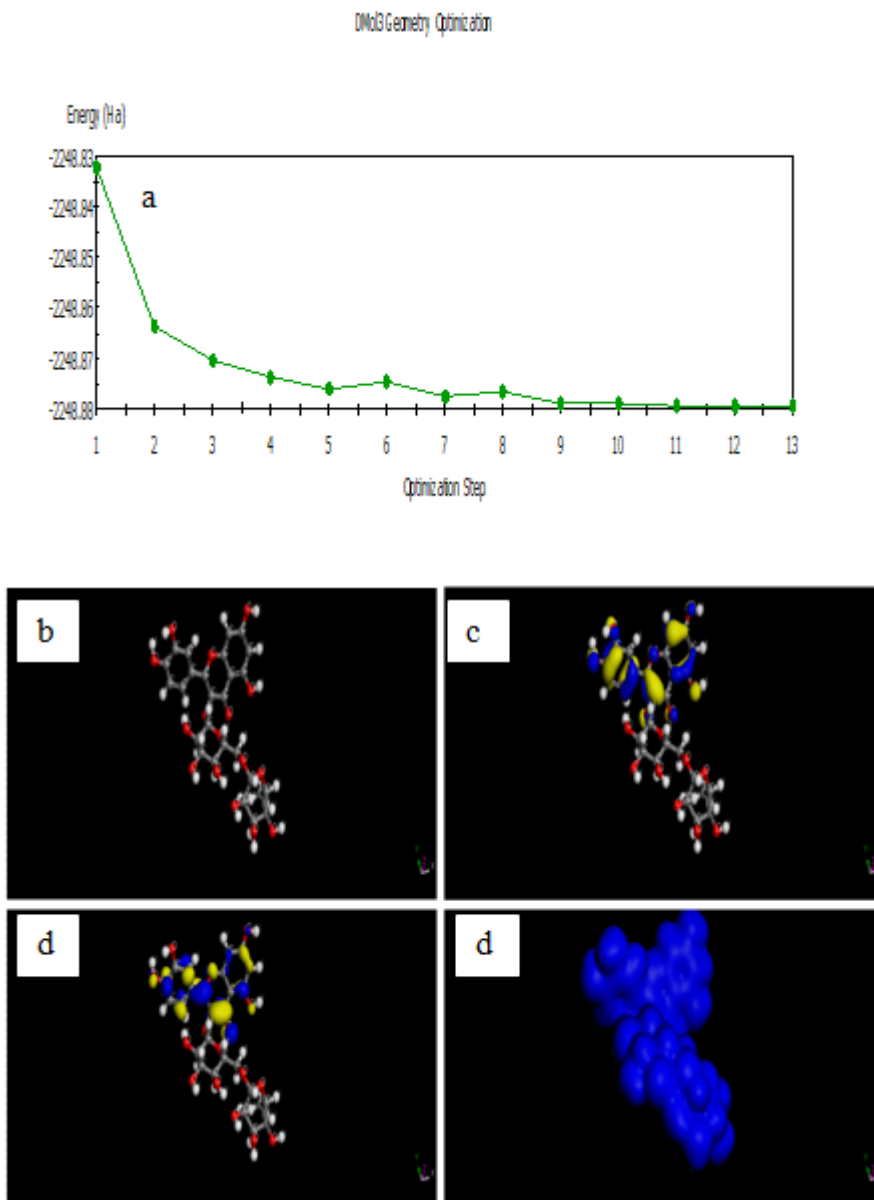 DMol3 Geometry Optimization
Energy (Ha)
-2248.83
a
-2248.84
-2248.85
-2248.86
-2248.87
-2248.88
1 2 3 4 5 6 7 8 9 10 11 12 13
Optimization Step
b c
d d